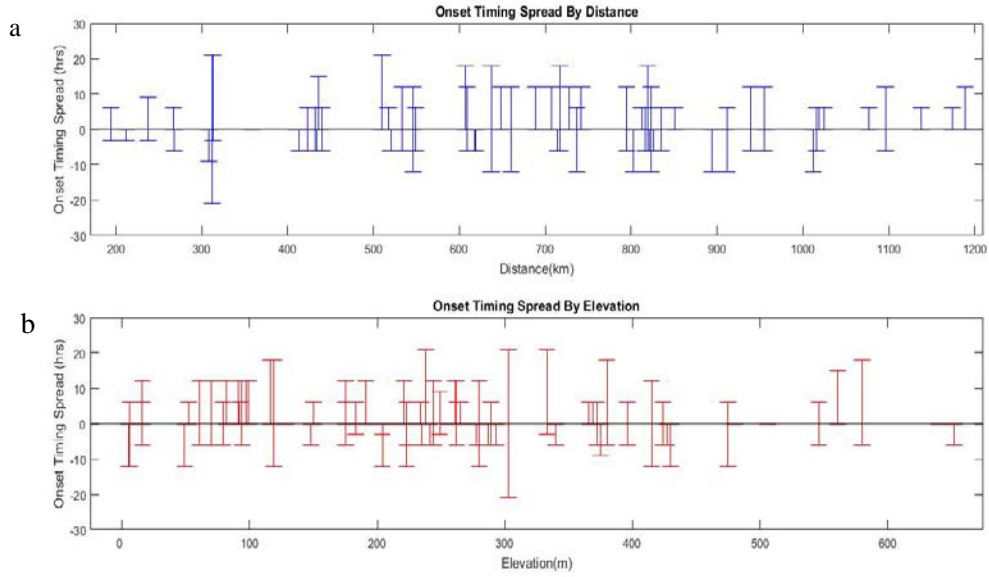 a
Onset Timing Spread By Distance
Onset Timing Spread (hrs)
30
20
10
0
-10
-20
-30
200 300 400 500 600 700 800 900 1000 1100 1200
Distance(km)
b
Onset Timing Spread By Elevation
Onset Timing Spread (hrs)
30
20
10
0
-10
-20
-30
0 100 200 300 400 500 600
Elevation(m)